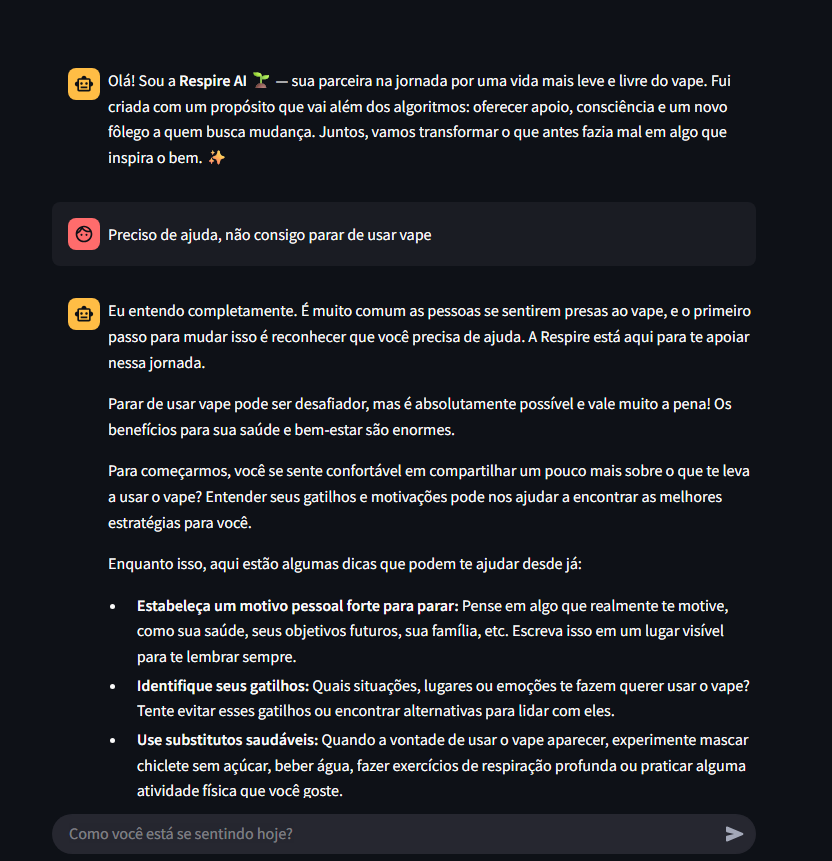 Olá! Sou a Respire AI 🌱 — sua parceira na jornada por uma vida mais leve e livre do vape. Fui
criada com um propósito que vai além dos algoritmos: oferecer apoio, consciência e um novo
fôlego a quem busca mudança. Juntos, vamos transformar o que antes fazia mal em algo que
inspira o bem. ✨
Preciso de ajuda, não consigo parar de usar vape
Eu entendo completamente. É muito comum as pessoas se sentirem presas ao vape, e o primeiro
passo para mudar isso é reconhecer que você precisa de ajuda. A Respire está aqui para te apoiar
nessa jornada.
Parar de usar vape pode ser desafiador, mas é absolutamente possível e vale muito a pena! Os
benefícios para sua saúde e bem-estar são enormes.
Para começarmos, você se sente confortável em compartilhar um pouco mais sobre o que te leva
a usar o vape? Entender seus gatilhos e motivações pode nos ajudar a encontrar as melhores
estratégias para você.
Enquanto isso, aqui estão algumas dicas que podem te ajudar desde já:
• Estabeleça um motivo pessoal forte para parar: Pense em algo que realmente te motive,
como sua saúde, seus objetivos futuros, sua família, etc. Escreva isso em um lugar visível
para te lembrar sempre.
• Identifique seus gatilhos: Quais situações, lugares ou emoções te fazem querer usar o vape?
Tente evitar esses gatilhos ou encontrar alternativas para lidar com eles.
• Use substitutos saudáveis: Quando a vontade de usar o vape aparecer, experimente mascar
chiclete sem açúcar, beber água, fazer exercícios de respiração profunda ou praticar alguma
atividade física que você goste.
Como você está se sentindo hoje?